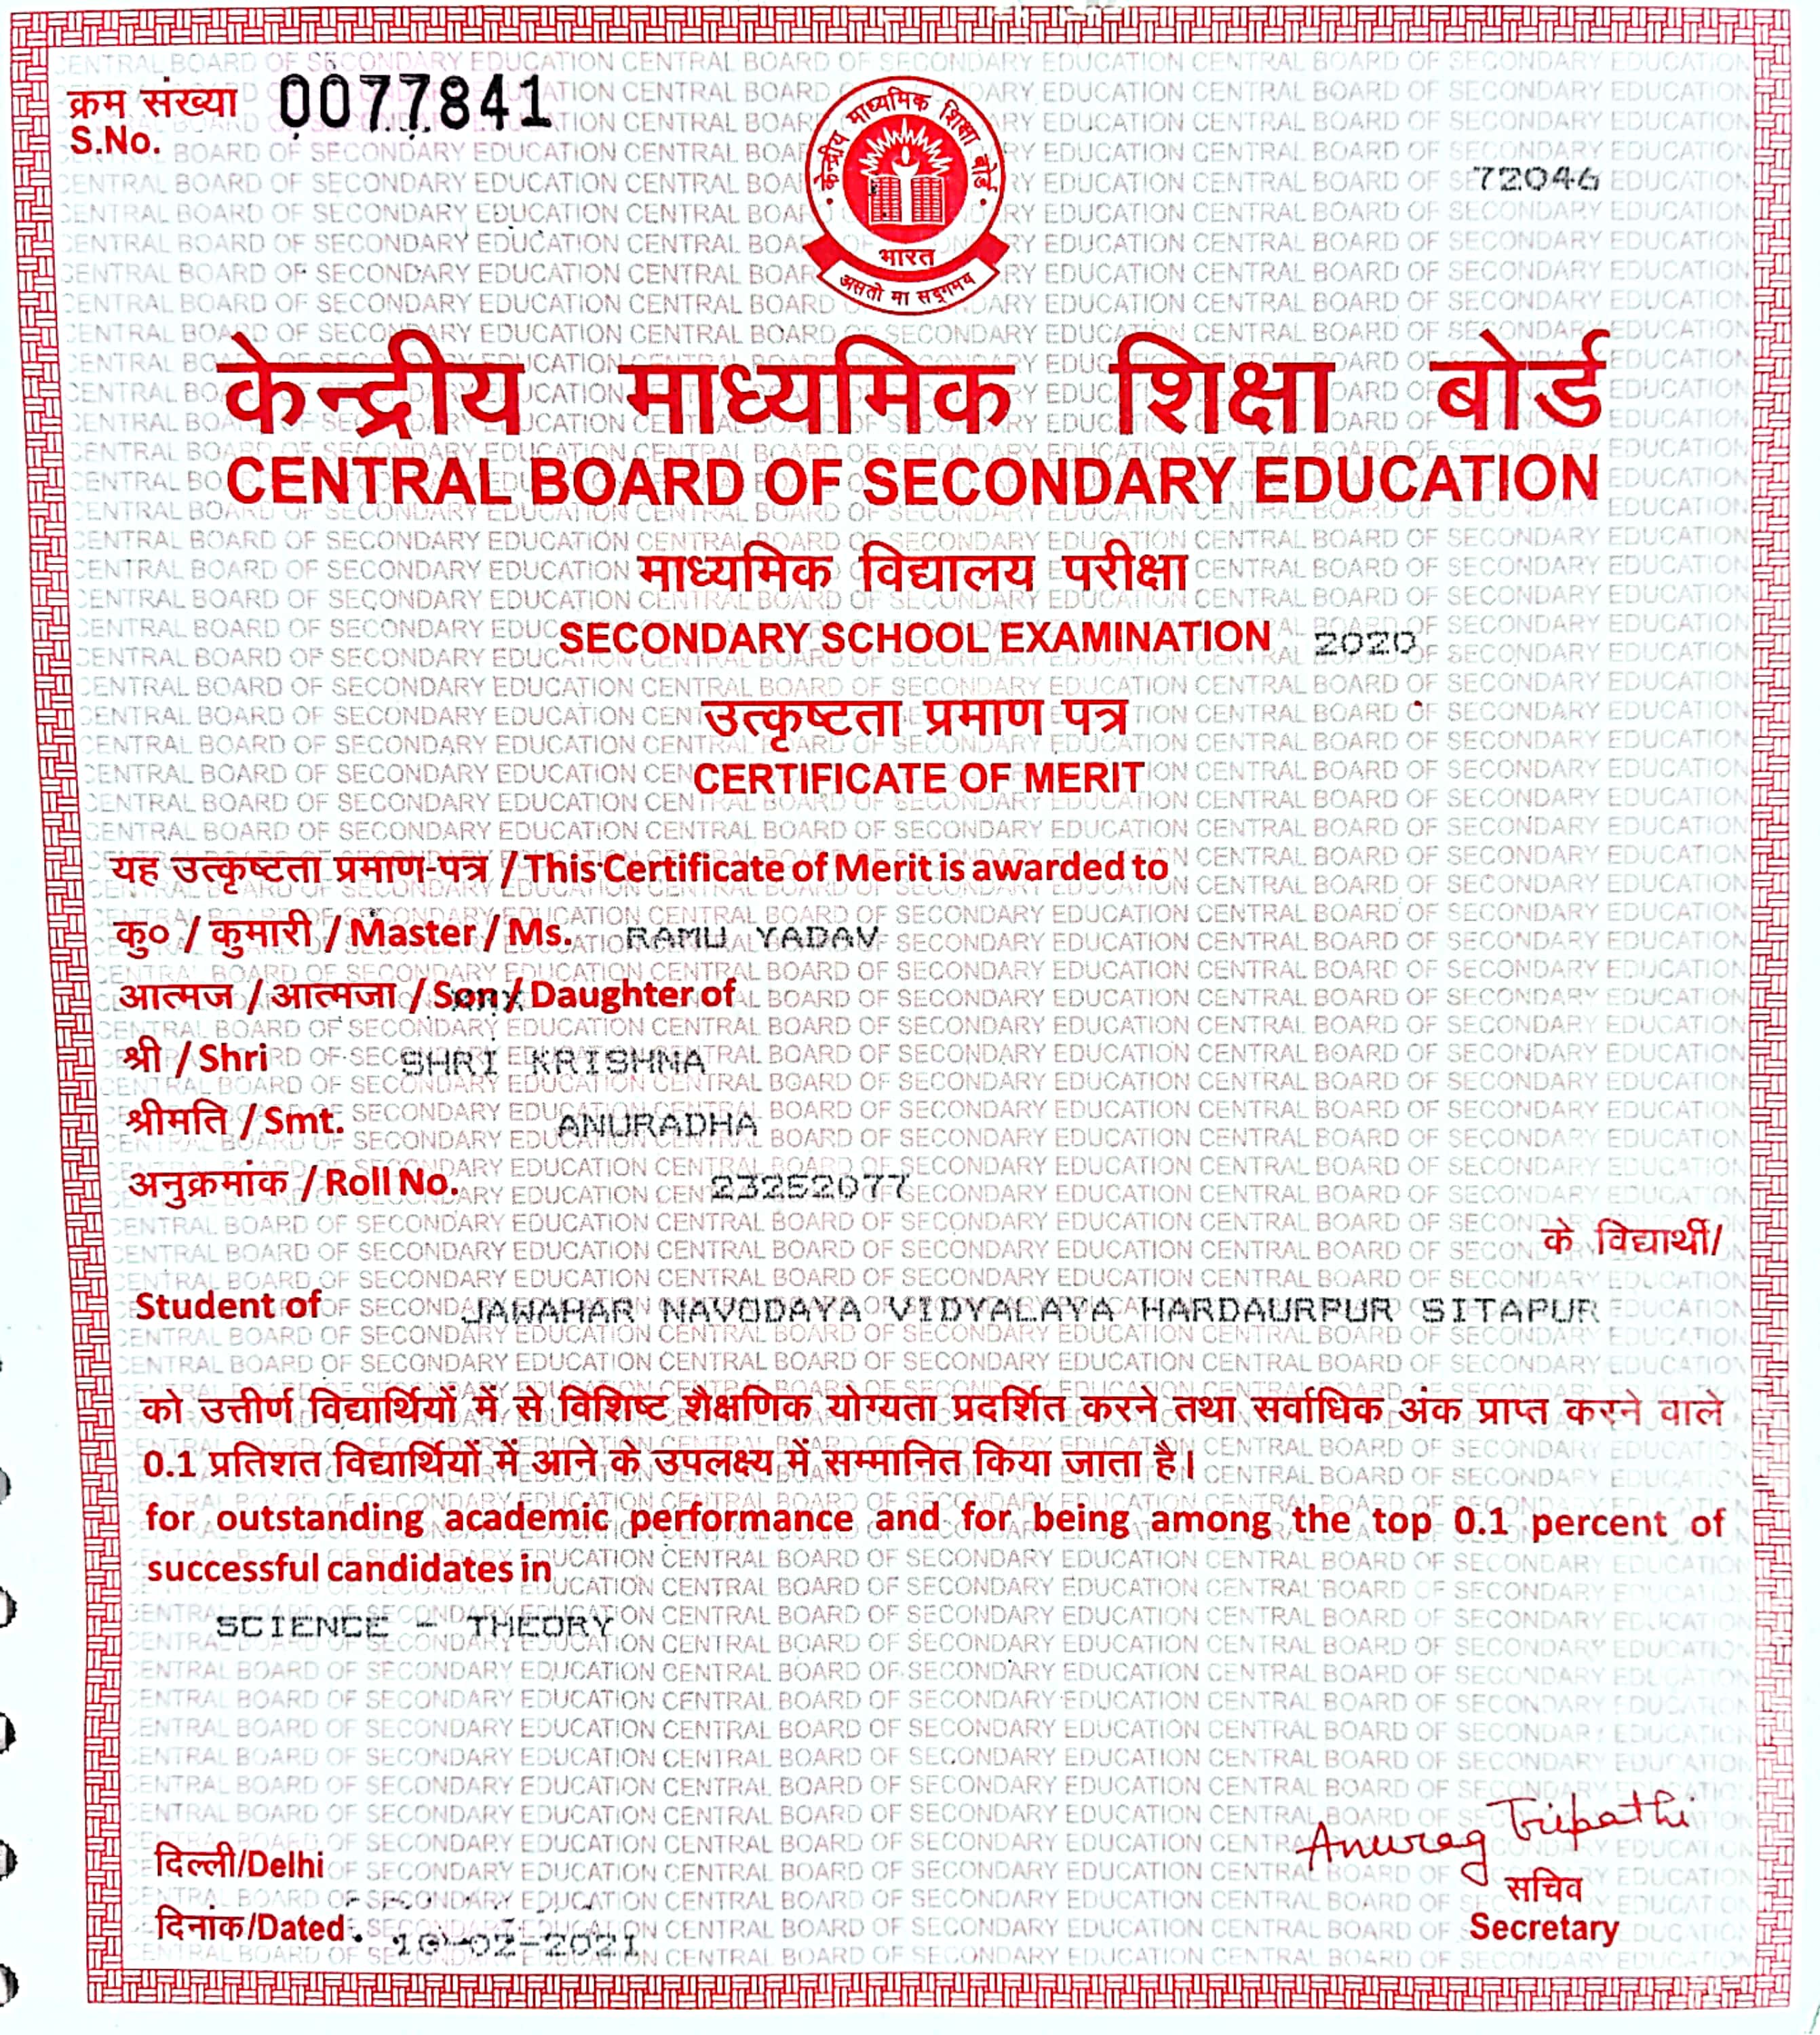 क्रम संख्या 0077841
S.No.
केन्द्रीय माध्यमिक शिक्षा बोर्ड
भारत
असतो मा सद्गमय
72046
केन्द्रीय माध्यमिक शिक्षा बोर्ड
CENTRAL BOARD OF SECONDARY EDUCATION
माध्यमिक विद्यालय परीक्षा
SECONDARY SCHOOL EXAMINATION 2020
उत्कृष्टता प्रमाण पत्र
CERTIFICATE OF MERIT
यह उत्कृष्टता प्रमाण-पत्र / This Certificate of Merit is awarded to
कु० / कुमारी / Master / Ms. RAMU YADAV
आत्मज / आत्मजा / Son / Daughter of
श्री / Shri SHRI KRISHNA
श्रीमति / Smt. ANURADHA
अनुक्रमांक / Roll No. 23252077
के विद्यार्थी/
Student of JAWAHAR NAVODAYA VIDYALAYA HARDAURPUR SITAPUR
को उत्तीर्ण विद्यार्थियों में से विशिष्ट शैक्षणिक योग्यता प्रदर्शित करने तथा सर्वाधिक अंक प्राप्त करने वाले
0.1 प्रतिशत विद्यार्थियों में आने के उपलक्ष्य में सम्मानित किया जाता है।
for outstanding academic performance and for being among the top 0.1 percent of
successful candidates in
SCIENCE - THEORY
Anurag Tripathi
दिल्ली/Delhi
सचिव
दिनांक/Dated. -02-2021
Secretary